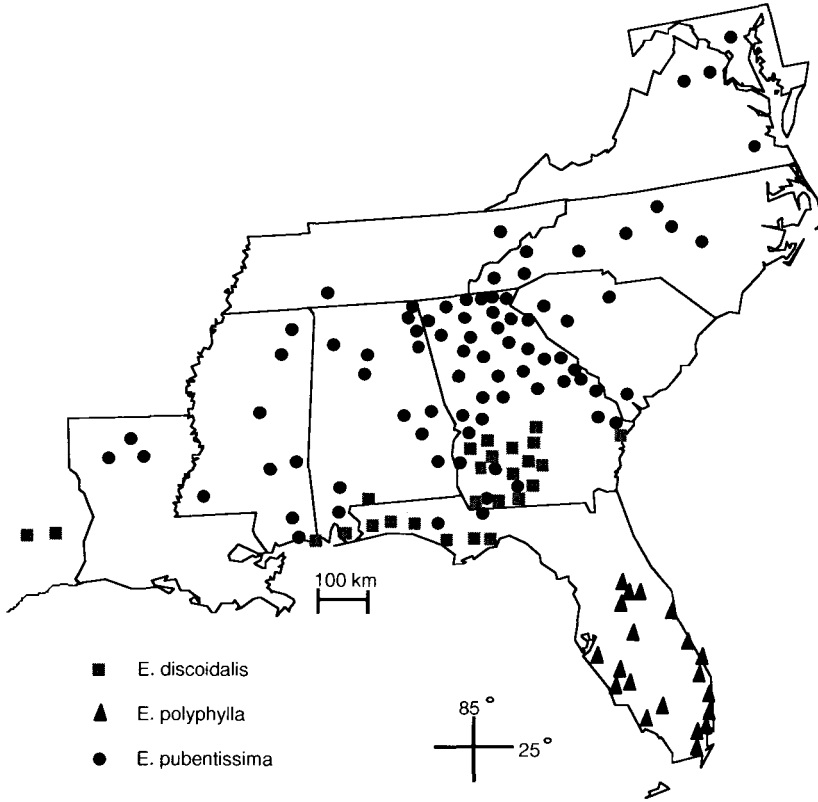 100 km
E. discoidalis
E. polyphylla
E. pubentissima
85°
25°